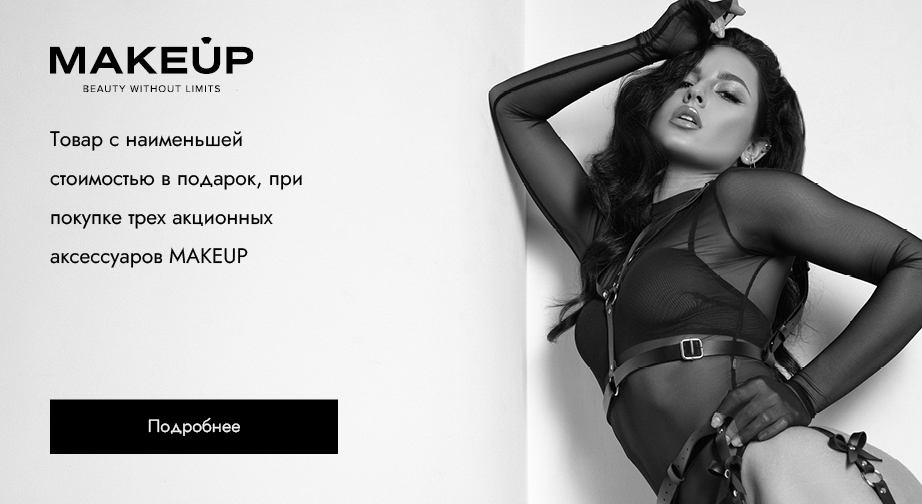 MAKEUP
BEAUTY WITHOUT LIMITS
Товар с наименьшей
стоимостью в подарок, при
покупке трех акционных
аксессуаров MAKEUP
Подробнее